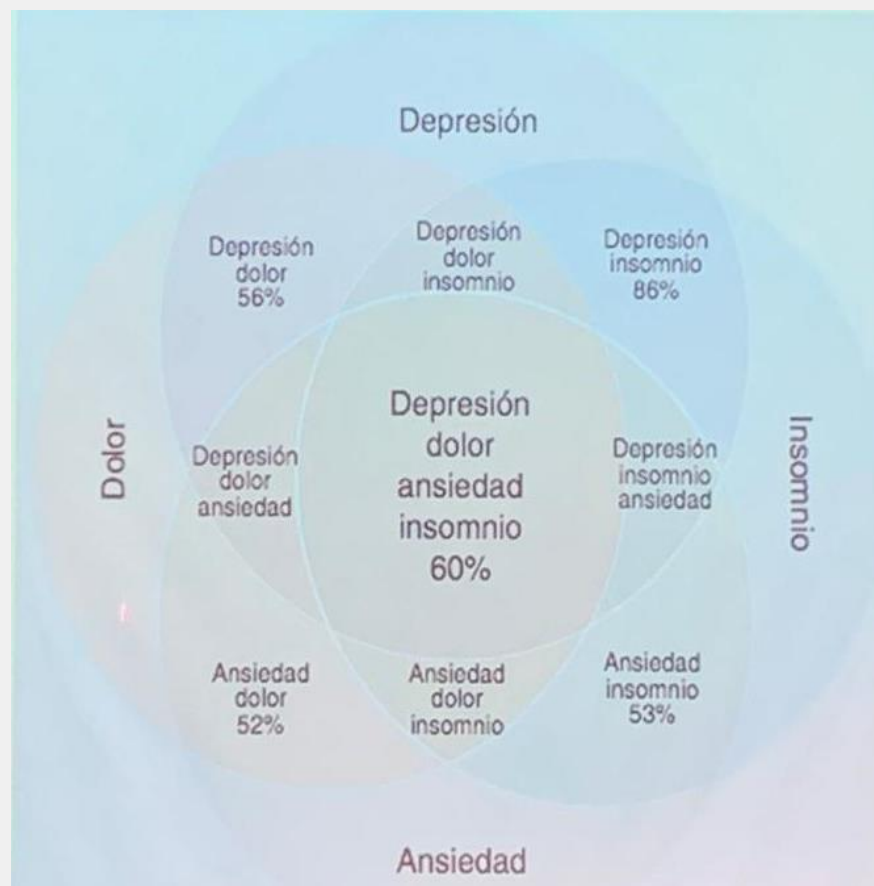 Depresión
Depresión
dolor
56%
Depresión
dolor
insomnio
Depresión
insomnio
86%
Dolor
Depresión
dolor
ansiedad
Depresión
dolor
ansiedad
insomnio
60%
Depresión
insomnio
ansiedad
Insomnio
Ansiedad
dolor
52%
Ansiedad
dolor
insomnio
Ansiedad
insomnio
53%
Ansiedad